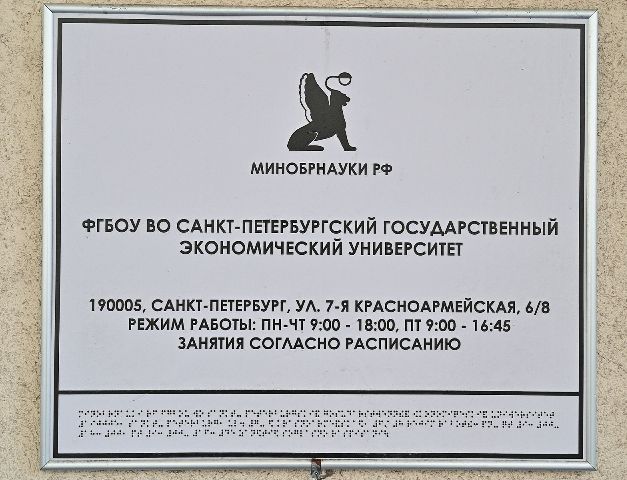 МИНОБРНАУКИ РФ
ФГБОУ ВО САНКТ-ПЕТЕРБУРГСКИЙ ГОСУДАРСТВЕННЫЙ
ЭКОНОМИЧЕСКИЙ УНИВЕРСИТЕТ
190005, САНКТ-ПЕТЕРБУРГ, УЛ. 7-Я КРАСНОАРМЕЙСКАЯ, 6/8
РЕЖИМ РАБОТЫ: ПН-ЧТ 9:00 - 18:00, ПТ 9:00 - 16:45
ЗАНЯТИЯ СОГЛАСНО РАСПИСАНИЮ